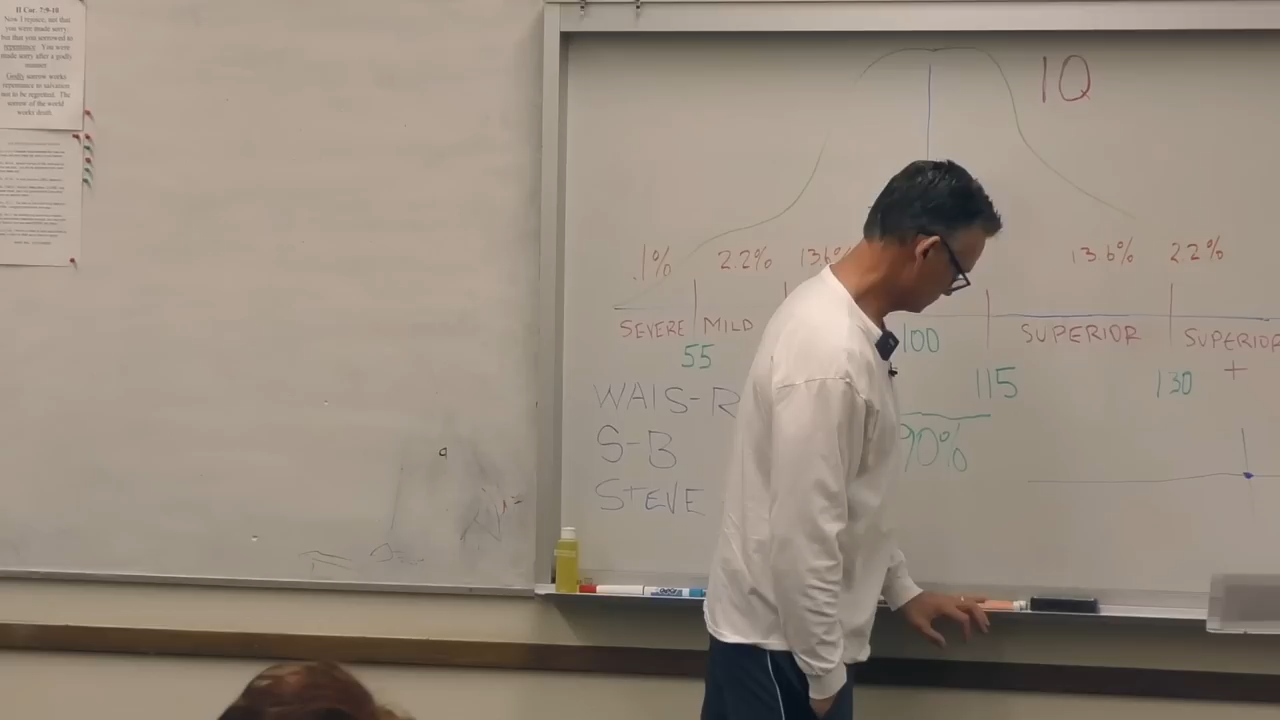 II Cor. 7:9-10
Now I rejoice, not that
you were made sorry,
but that you sorrowed to
repentance. You were
made sorry after a godly
manner
Godly sorrow works
repentance to salvation
not to be regretted. The
sorrow of the world
works death.
IQ
.1% 2.2% 13.6% 13.6% 2.2%
SEVERE MILD SUPERIOR SUPERIOR
+
55 100 115 130
WAIS-R
90%
S-B
STEVE